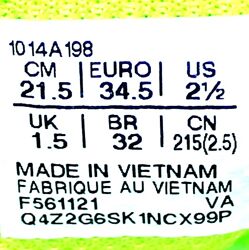 1014A198
CM EURO US
21.5 34.5 2½
UK BR CN
1.5 32 215(2.5)
MADE IN VIETNAM
FABRIQUE AU VIETNAM
F561121 VA
Q4Z2G6SK1NCX99P